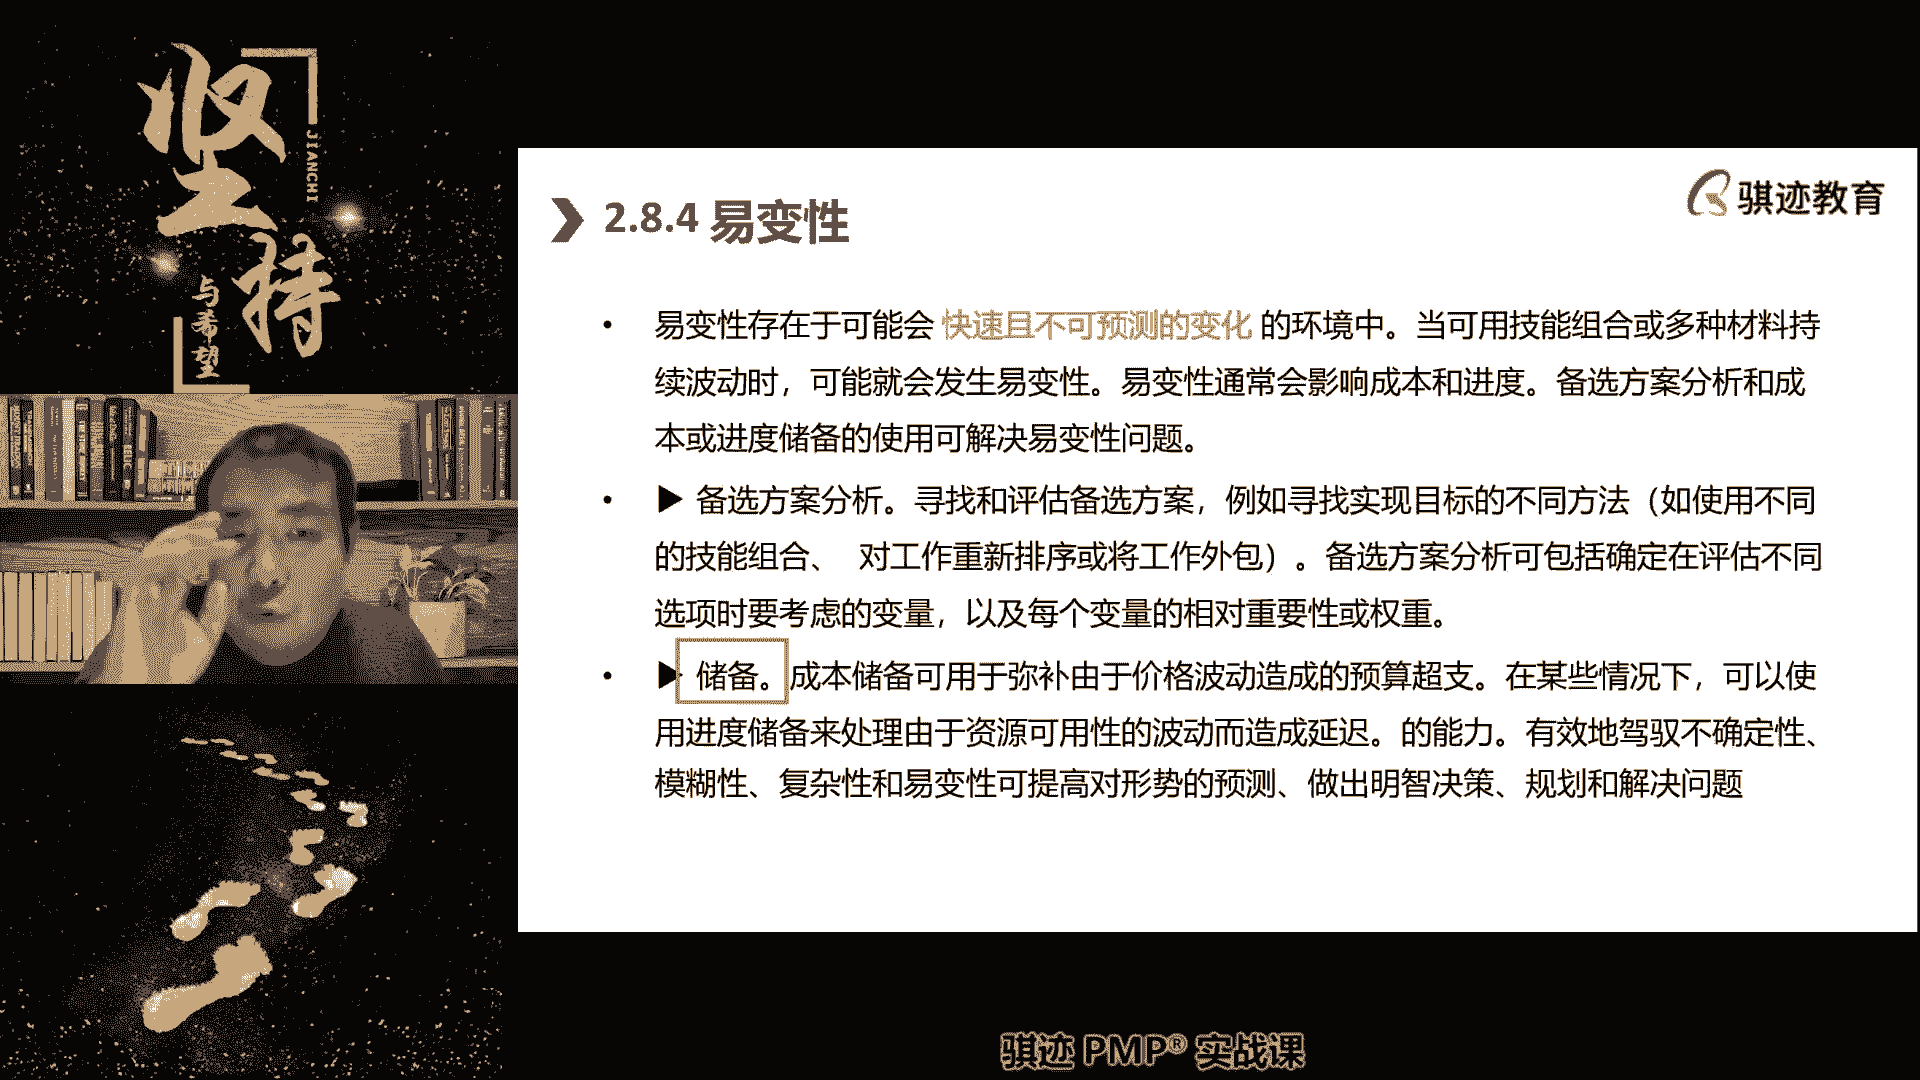 坚持
JIANCHI
与希望
骐迹教育
2.8.4 易变性
• 易变性存在于可能会 快速且不可预测的变化 的环境中。当可用技能组合或多种材料持
续波动时，可能就会发生易变性。易变性通常会影响成本和进度。备选方案分析和成
本或进度储备的使用可解决易变性问题。
• ▶ 备选方案分析。寻找和评估备选方案，例如寻找实现目标的不同方法（如使用不同
的技能组合、 对工作重新排序或将工作外包）。备选方案分析可包括确定在评估不同
选项时要考虑的变量，以及每个变量的相对重要性或权重。
• ▶ 储备。成本储备可用于弥补由于价格波动造成的预算超支。在某些情况下，可以使
用进度储备来处理由于资源可用性的波动而造成延迟。的能力。有效地驾驭不确定性、
模糊性、复杂性和易变性可提高对形势的预测、做出明智决策、规划和解决问题
骐迹 PMP® 实战课